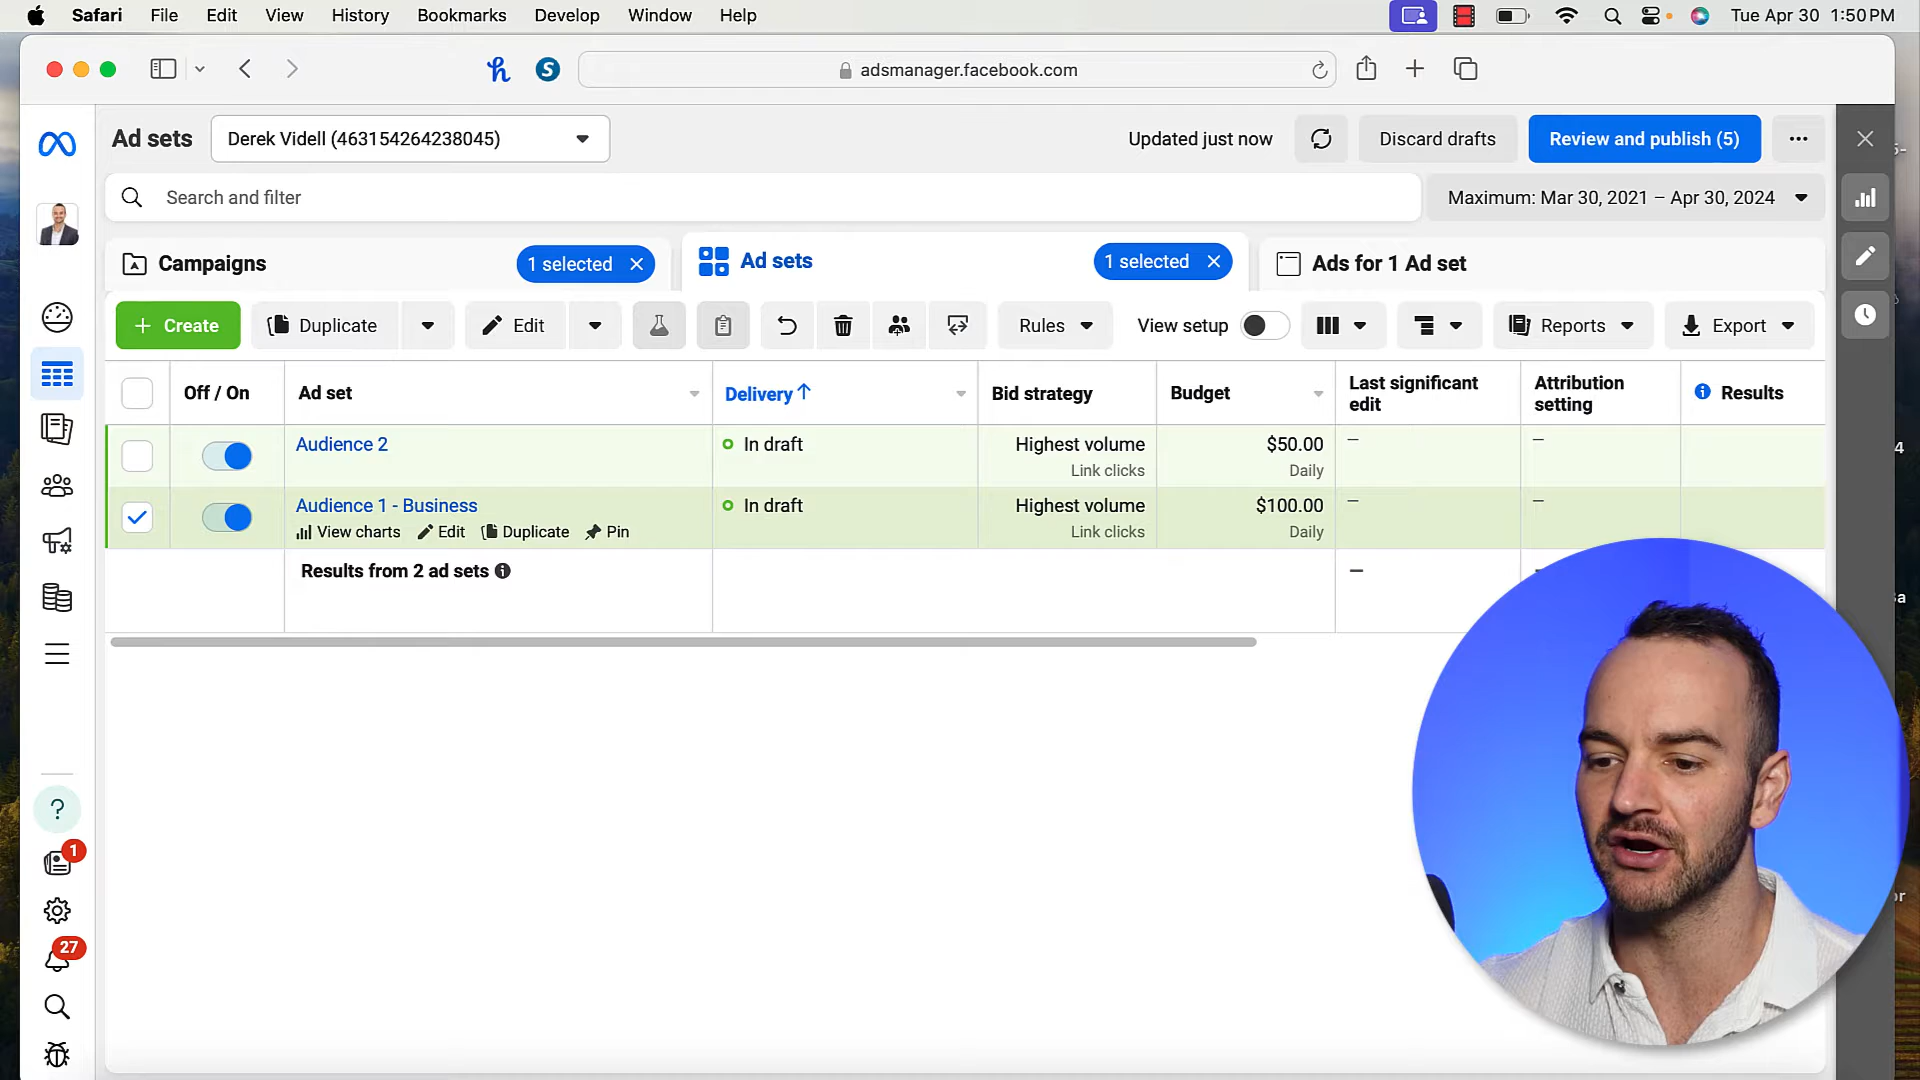 Safari File Edit View History Bookmarks Develop Window Help Tue Apr 30 1:50 PM
adsmanager.facebook.com
Ad sets Derek Videll (463154264238045) Updated just now Discard drafts Review and publish (5)
Search and filter Maximum: Mar 30, 2021 – Apr 30, 2024
Campaigns 1 selected Ad sets 1 selected Ads for 1 Ad set
Create Duplicate Edit Rules View setup Reports Export
Off / On Ad set Delivery Bid strategy Budget Last significant edit Attribution setting Results
Audience 2 In draft Highest volume $50.00 – –
Link clicks Daily
Audience 1 - Business In draft Highest volume $100.00 – –
View charts Edit Duplicate Pin Link clicks Daily
Results from 2 ad sets –
1
27